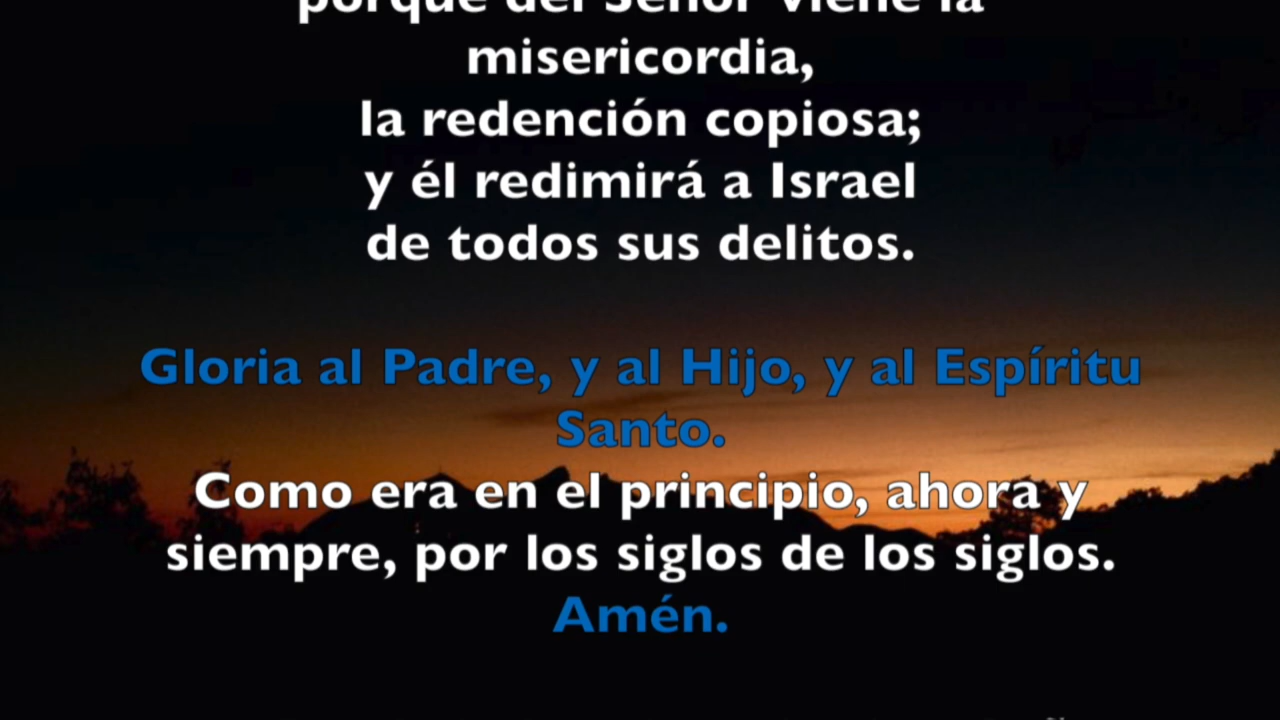 porque del Señor viene la
misericordia,
la redención copiosa;
y él redimirá a Israel
de todos sus delitos.
Gloria al Padre, y al Hijo, y al Espíritu
Santo.
Como era en el principio, ahora y
siempre, por los siglos de los siglos.
Amén.